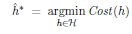 ĥ* = argmin Cost(h)
h∈ℋ